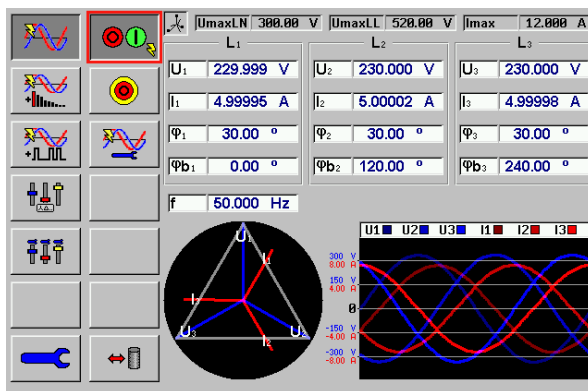 UmaxLN 300.00 V UmaxLL 520.00 V Imax 12.000 A
L1 L2 L3
U1 229.999 V U2 230.000 V U3 230.000 V
I1 4.99995 A I2 5.00002 A I3 4.99998 A
φ1 30.00 º φ2 30.00 º φ3 30.00 º
φb1 0.00 º φb2 120.00 º φb3 240.00 º
f 50.000 Hz
U1 U2 U3 I1 I2 I3
U1
I1
I3
U3 U2
I2
300 V
8.00 A
150 V
4.00 A
0
-150 V
-4.00 A
-300 V
-8.00 A